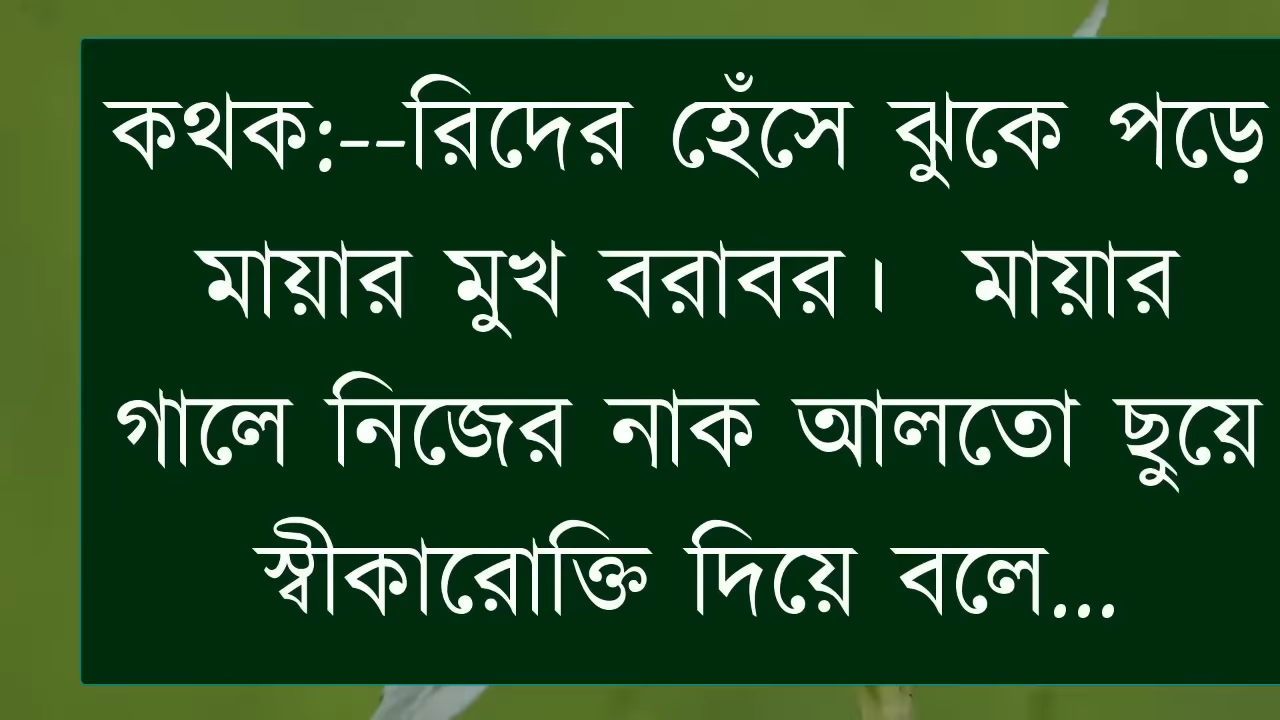 কথক:--রিদের হেঁসে ঝুকে পড়ে
মায়ার মুখ বরাবর। মায়ার
গালে নিজের নাক আলতো ছুয়ে
স্বীকারোক্তি দিয়ে বলে...